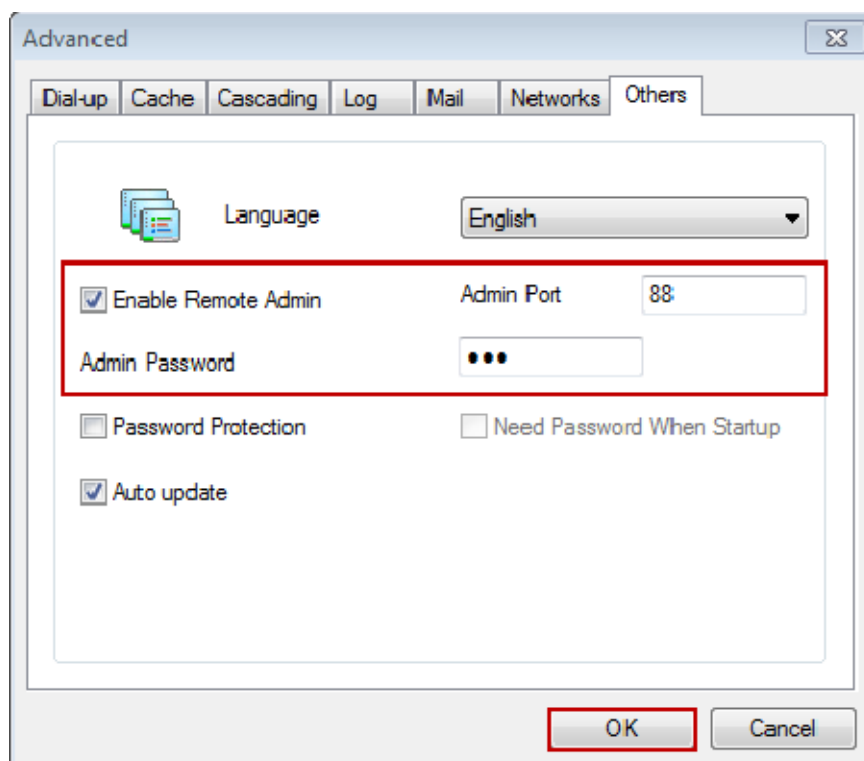 Advanced
Dial-up Cache Cascading Log Mail Networks Others
Language English
Enable Remote Admin Admin Port 88
Admin Password •••
Password Protection Need Password When Startup
Auto update
OK Cancel